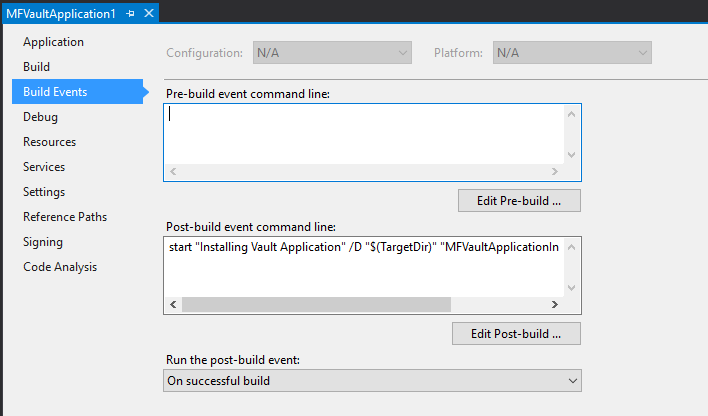 MFVaultApplication1
Application
Build
Build Events
Debug
Resources
Services
Settings
Reference Paths
Signing
Code Analysis
Configuration: N/A Platform: N/A
Pre-build event command line:
Edit Pre-build ...
Post-build event command line:
start "Installing Vault Application" /D "$(TargetDir)" "MFVaultApplicationIn
Edit Post-build ...
Run the post-build event:
On successful build